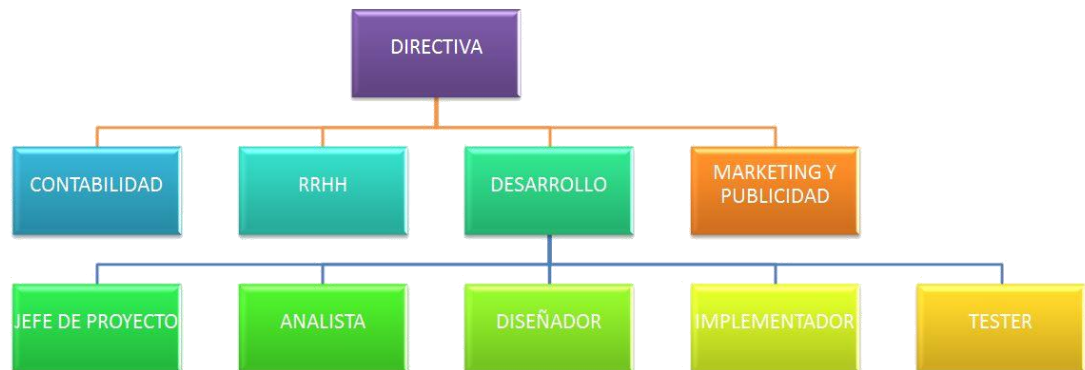 DIRECTIVA
CONTABILIDAD
RRHH
DESARROLLO
MARKETING Y
PUBLICIDAD
JEFE DE PROYECTO
ANALISTA
DISEÑADOR
IMPLEMENTADOR
TESTER